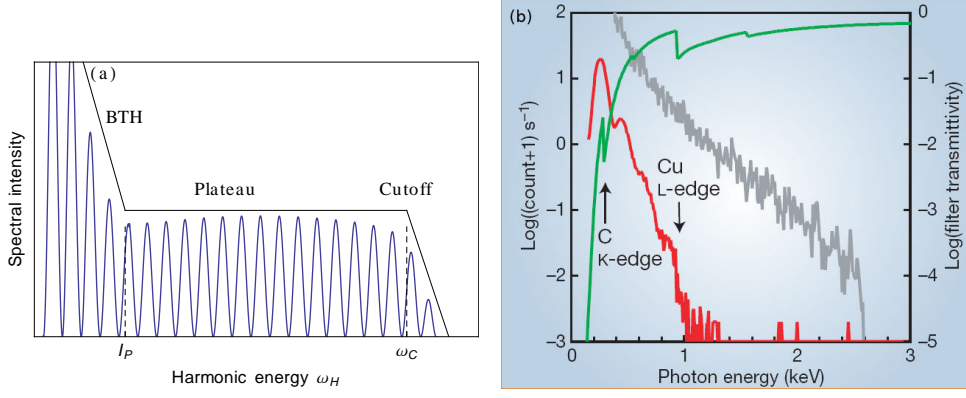 (a)
BTH
Plateau
Cutoff
Spectral intensity
I_P
ω_C
Harmonic energy ω_H
(b)
2
1
0
−1
−2
−3
Log((count+1) s⁻¹)
0
−1
−2
−3
−4
−5
Log(filter transmittivity)
Cu
L-edge
C
K-edge
0
1
2
3
Photon energy (keV)